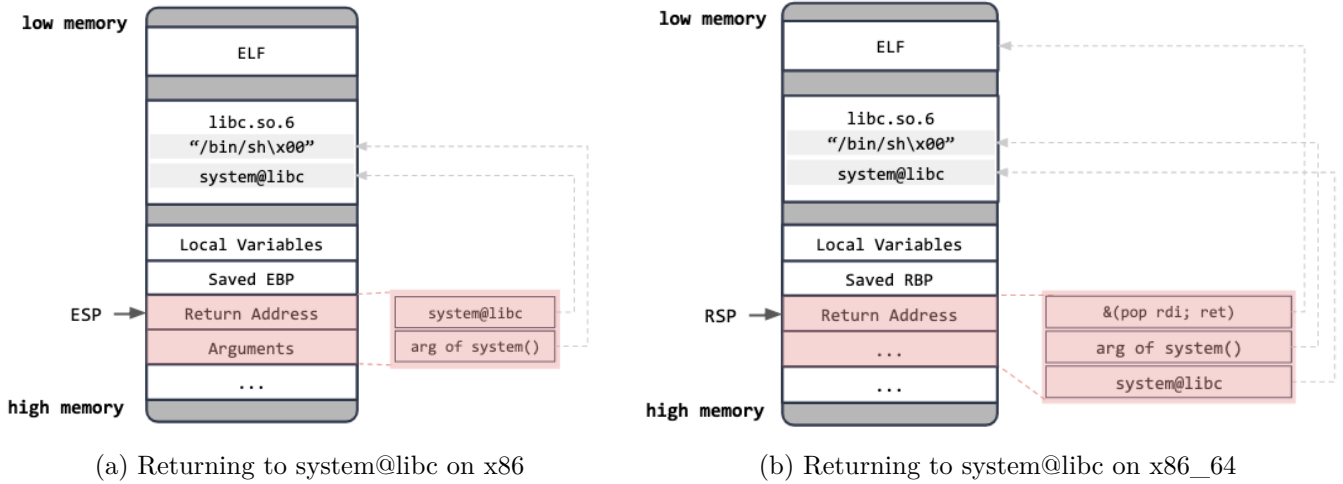 low memory
ELF
libc.so.6
“/bin/sh\x00”
system@libc
Local Variables
Saved EBP
ESP
Return Address
Arguments
...
high memory
system@libc
arg of system()
(a) Returning to system@libc on x86
low memory
ELF
libc.so.6
“/bin/sh\x00”
system@libc
Local Variables
Saved RBP
RSP
Return Address
...
...
high memory
&(pop rdi; ret)
arg of system()
system@libc
(b) Returning to system@libc on x86_64